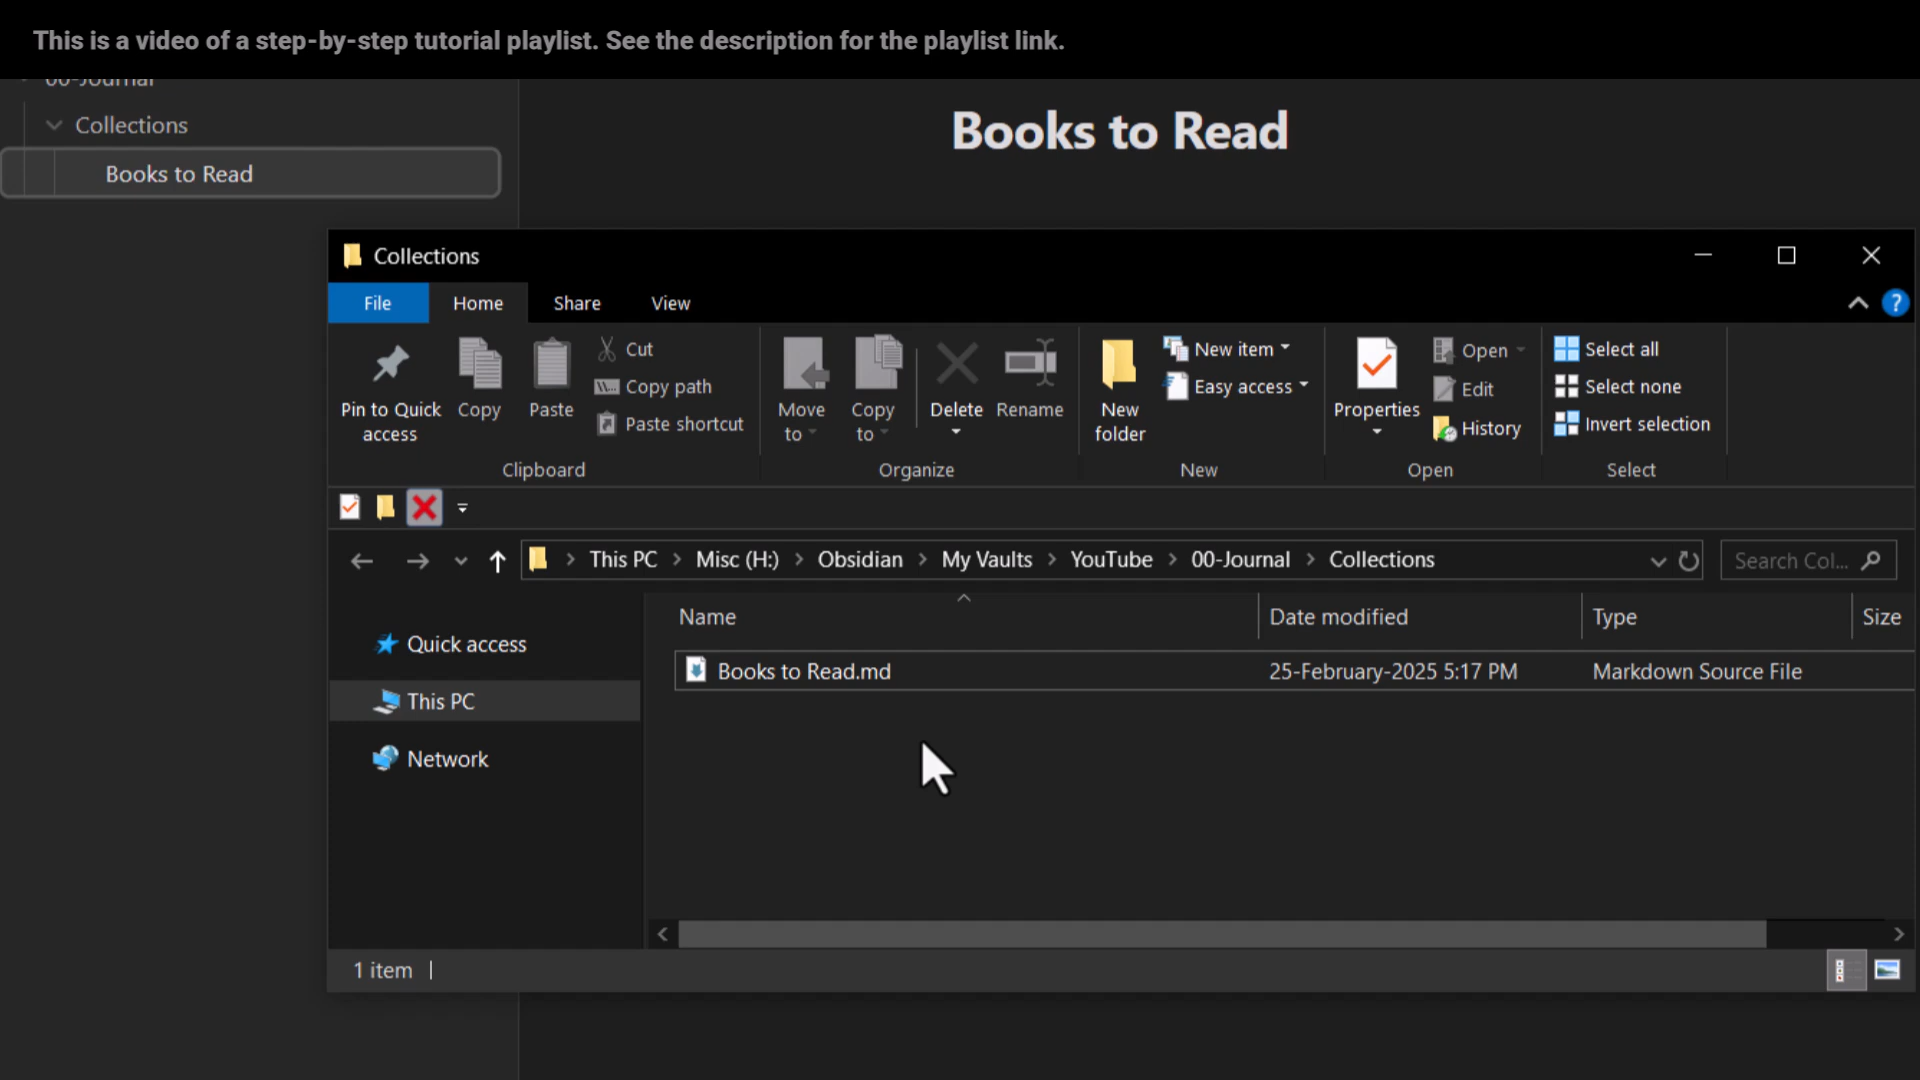 This is a video of a step-by-step tutorial playlist. See the description for the playlist link.
00-Journal
Collections
Books to Read
Books to Read
Collections
File Home Share View
Pin to Quick access
Copy
Paste
Cut
Copy path
Paste shortcut
Clipboard
Move to
Copy to
Delete
Rename
Organize
New folder
New item
Easy access
New
Properties
Open
Edit
History
Open
Select all
Select none
Invert selection
Select
This PC > Misc (H:) > Obsidian > My Vaults > YouTube > 00-Journal > Collections
Search Col...
Quick access
This PC
Network
Name Date modified Type Size
Books to Read.md 25-February-2025 5:17 PM Markdown Source File
1 item